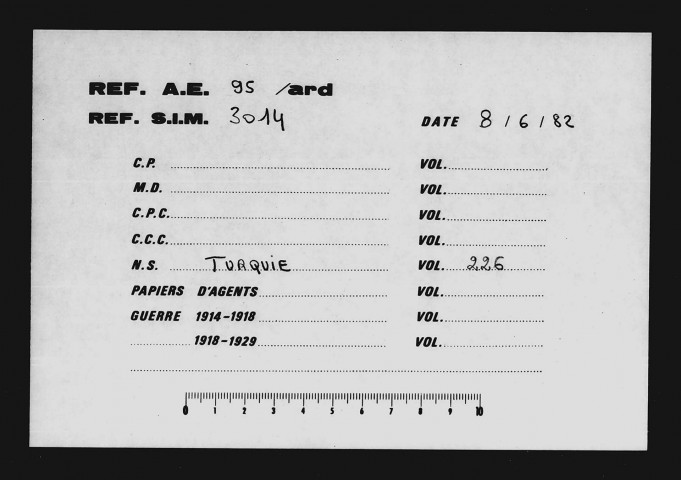 REF. A.E. 95 /ard
REF. S.I.M. 3014 DATE 8 / 6 / 82
C.P. VOL.
M.D. VOL.
C.P.C. VOL.
C.C.C. VOL.
N.S. TURQUIE VOL. 226
PAPIERS D'AGENTS VOL.
GUERRE 1914-1918 VOL.
1918-1929 VOL.
0 1 2 3 4 5 6 7 8 9 10